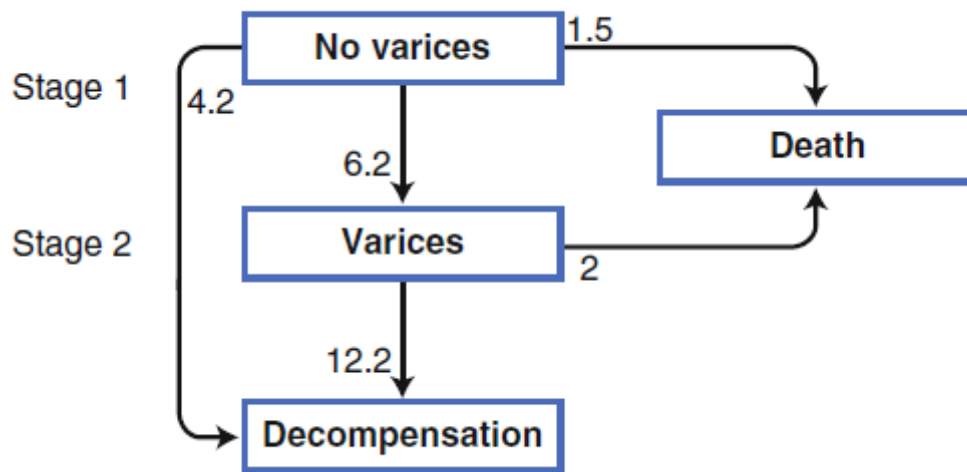 No varices
1.5
Stage 1
4.2
Death
6.2
Stage 2
Varices
2
12.2
Decompensation